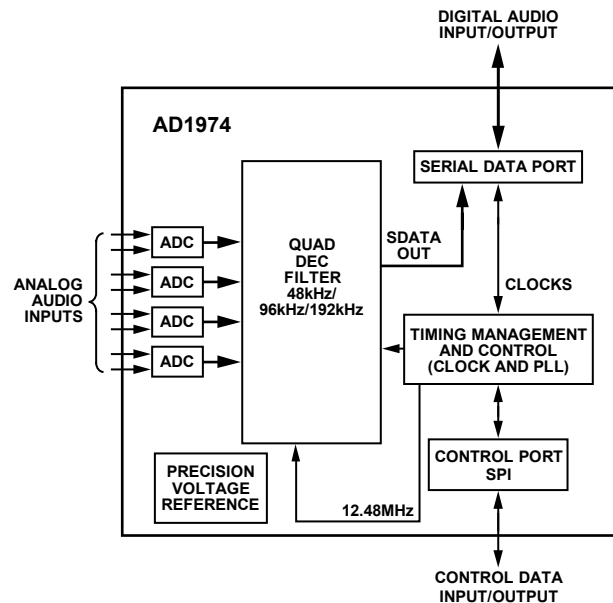 DIGITAL AUDIO
INPUT/OUTPUT
AD1974
SERIAL DATA PORT
ADC
ADC
ADC
ADC
QUAD
DEC
FILTER
48kHz/
96kHz/192kHz
SDATA
OUT
CLOCKS
ANALOG
AUDIO
INPUTS
TIMING MANAGEMENT
AND CONTROL
(CLOCK AND PLL)
CONTROL PORT
SPI
PRECISION
VOLTAGE
REFERENCE
12.48MHz
CONTROL DATA
INPUT/OUTPUT